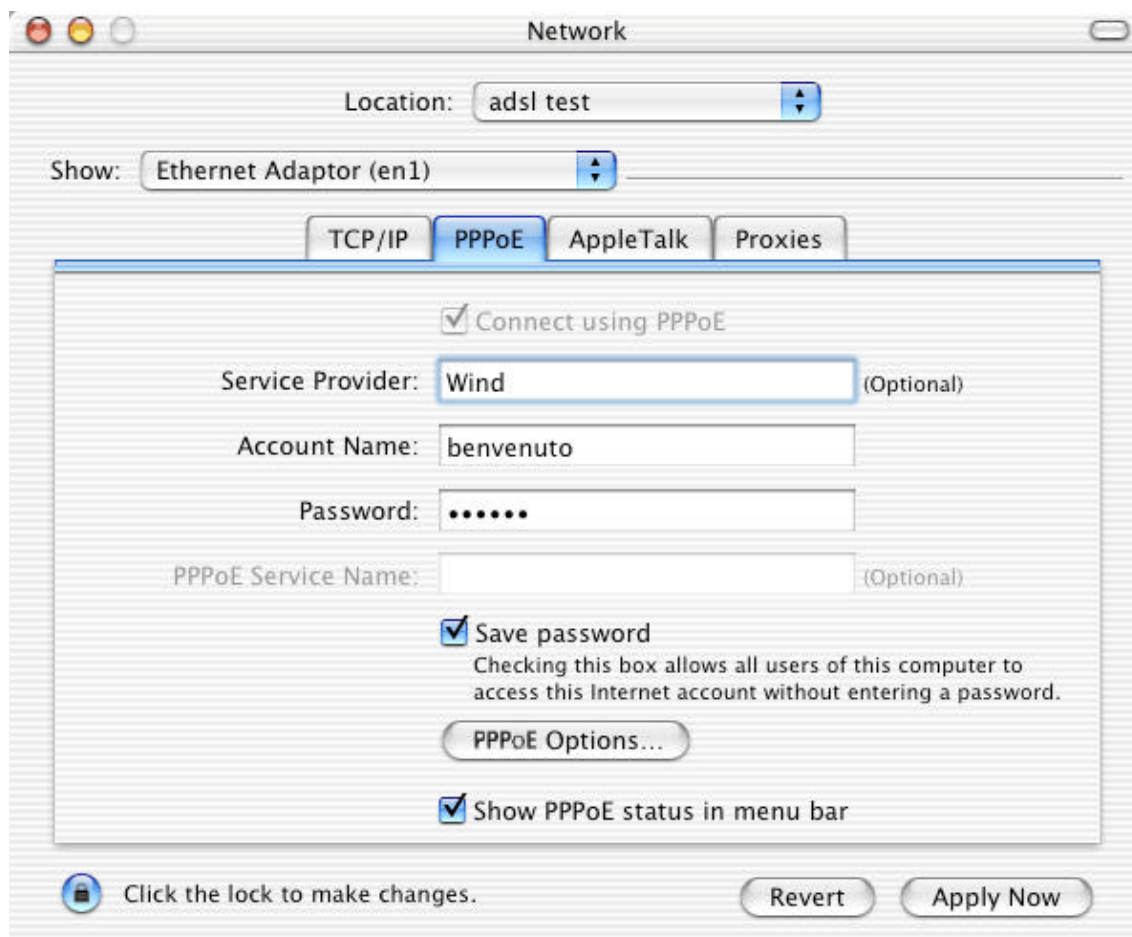 Network
Location: adsl test
Show: Ethernet Adaptor (en1)
TCP/IP PPPoE AppleTalk Proxies
Connect using PPPoE
Service Provider: Wind (Optional)
Account Name: benvenuto
Password: ••••••
PPPoE Service Name: (Optional)
Save password
Checking this box allows all users of this computer to
access this Internet account without entering a password.
PPPoE Options...
Show PPPoE status in menu bar
Click the lock to make changes. Revert Apply Now